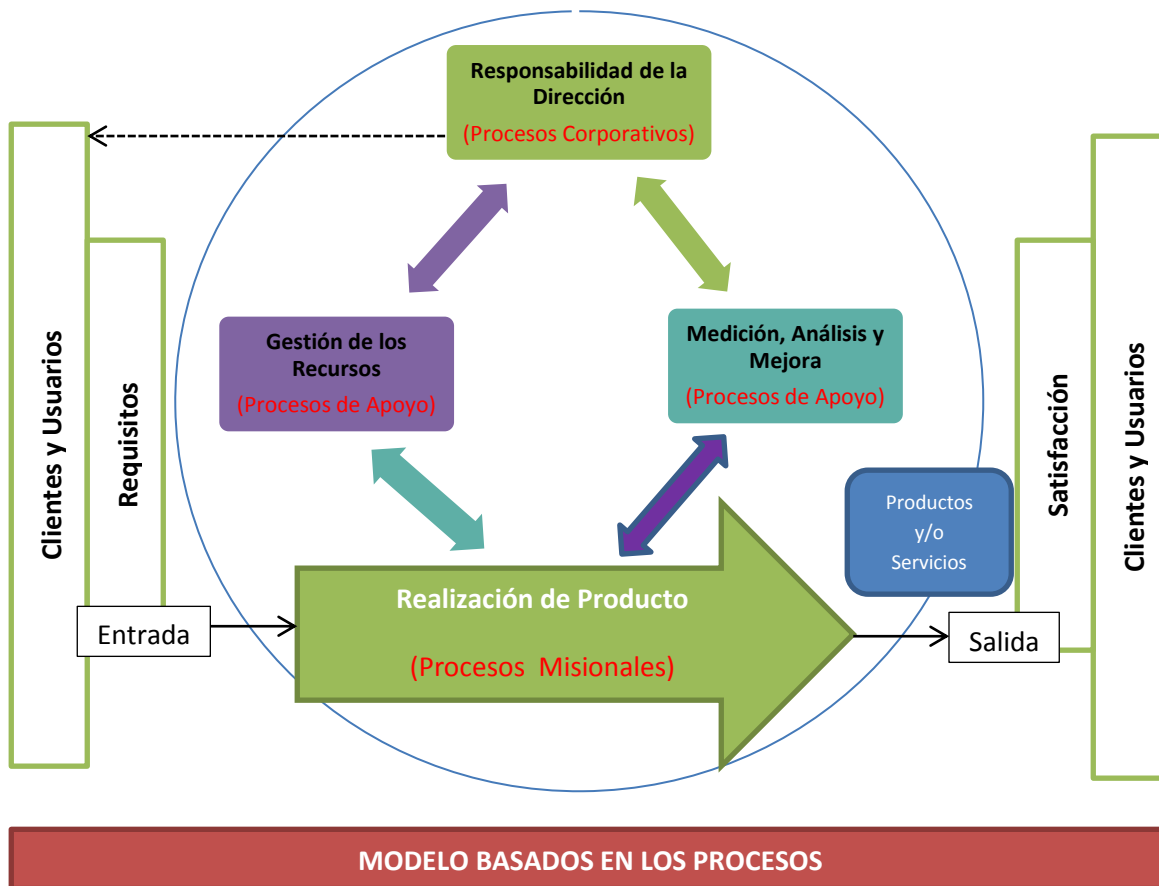 Responsabilidad de la
Dirección
(Procesos Corporativos)
Clientes y Usuarios
Requisitos
Gestión de los
Recursos
(Procesos de Apoyo)
Medición, Análisis y
Mejora
(Procesos de Apoyo)
Satisfacción
Clientes y Usuarios
Productos
y/o
Servicios
Entrada
Realización de Producto
(Procesos Misionales)
Salida
MODELO BASADOS EN LOS PROCESOS